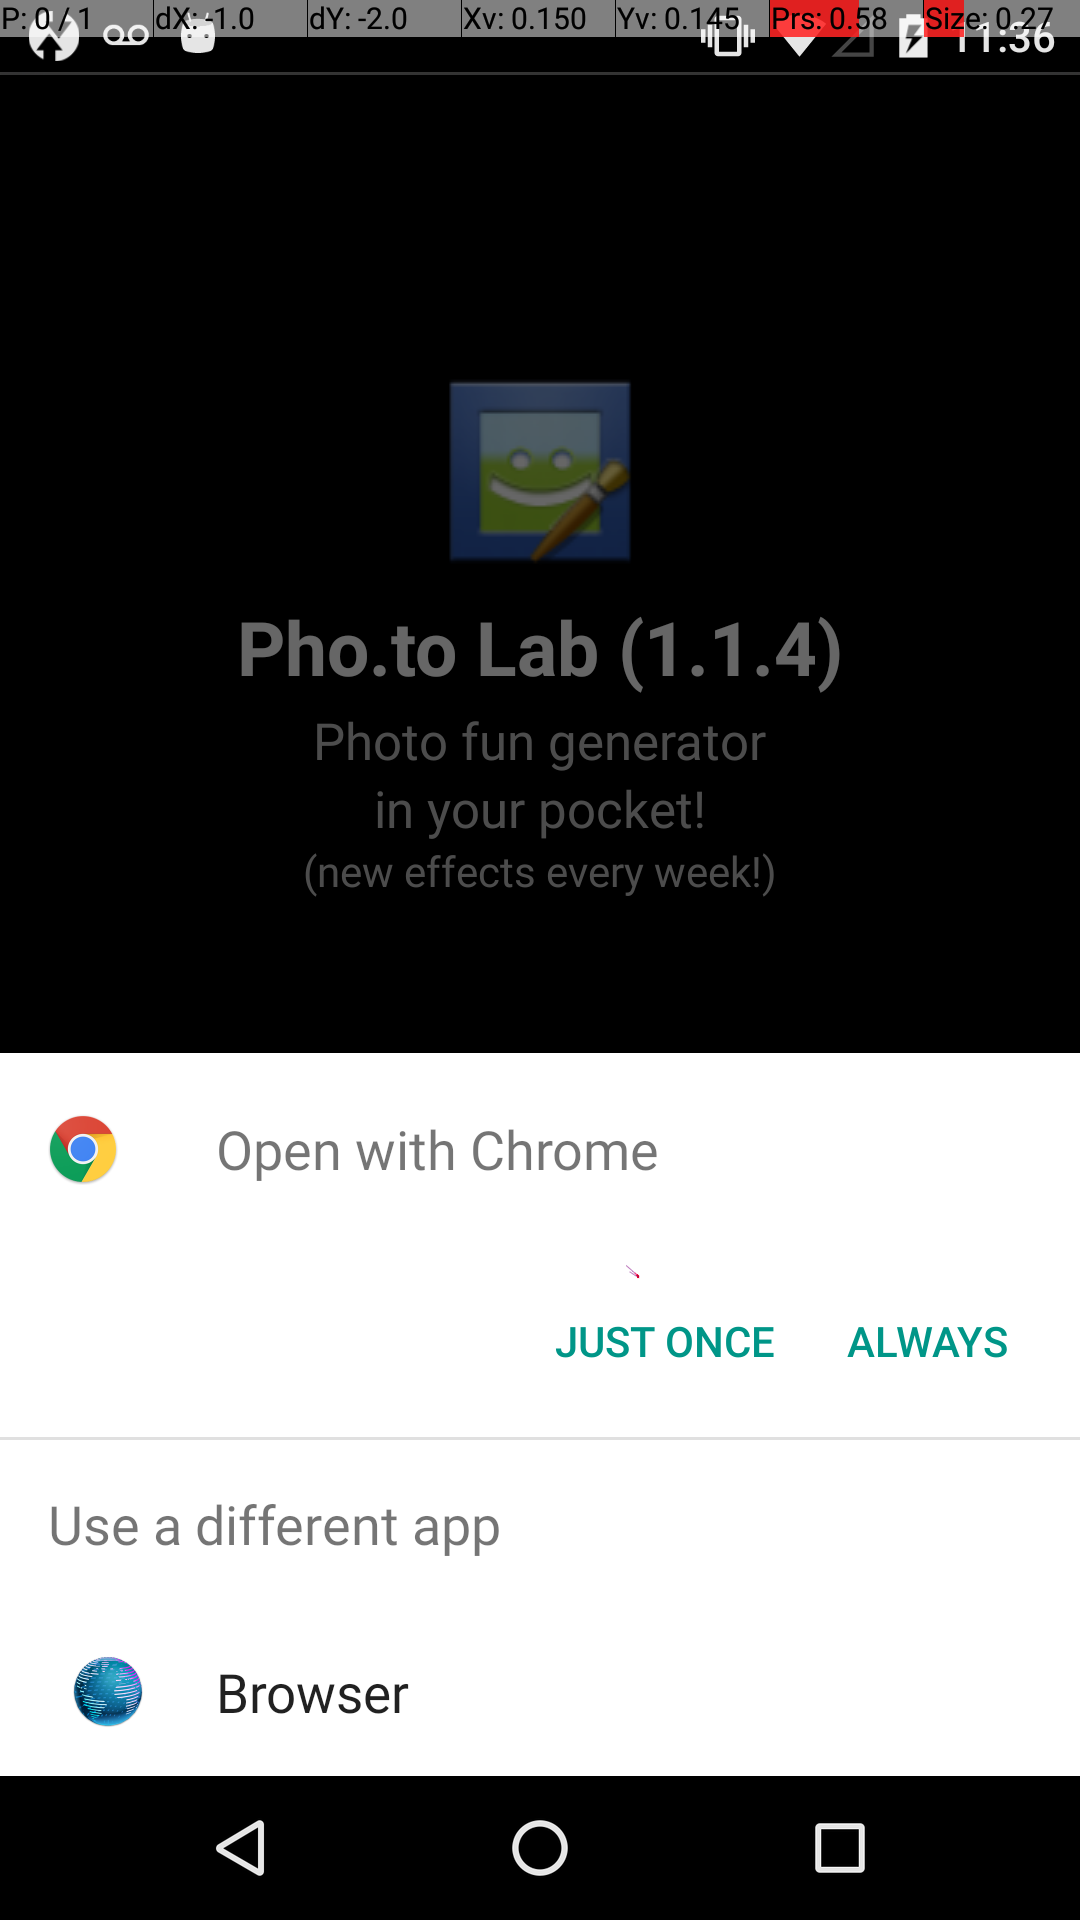 P: 0 / 1 dX: -1.0 dY: -2.0 Xv: 0.150 Yv: 0.145 Prs: 0.58 Size: 0.27
11:36
Pho.to Lab (1.1.4)
Photo fun generator
in your pocket!
(new effects every week!)
Open with Chrome
JUST ONCE ALWAYS
Use a different app
Browser